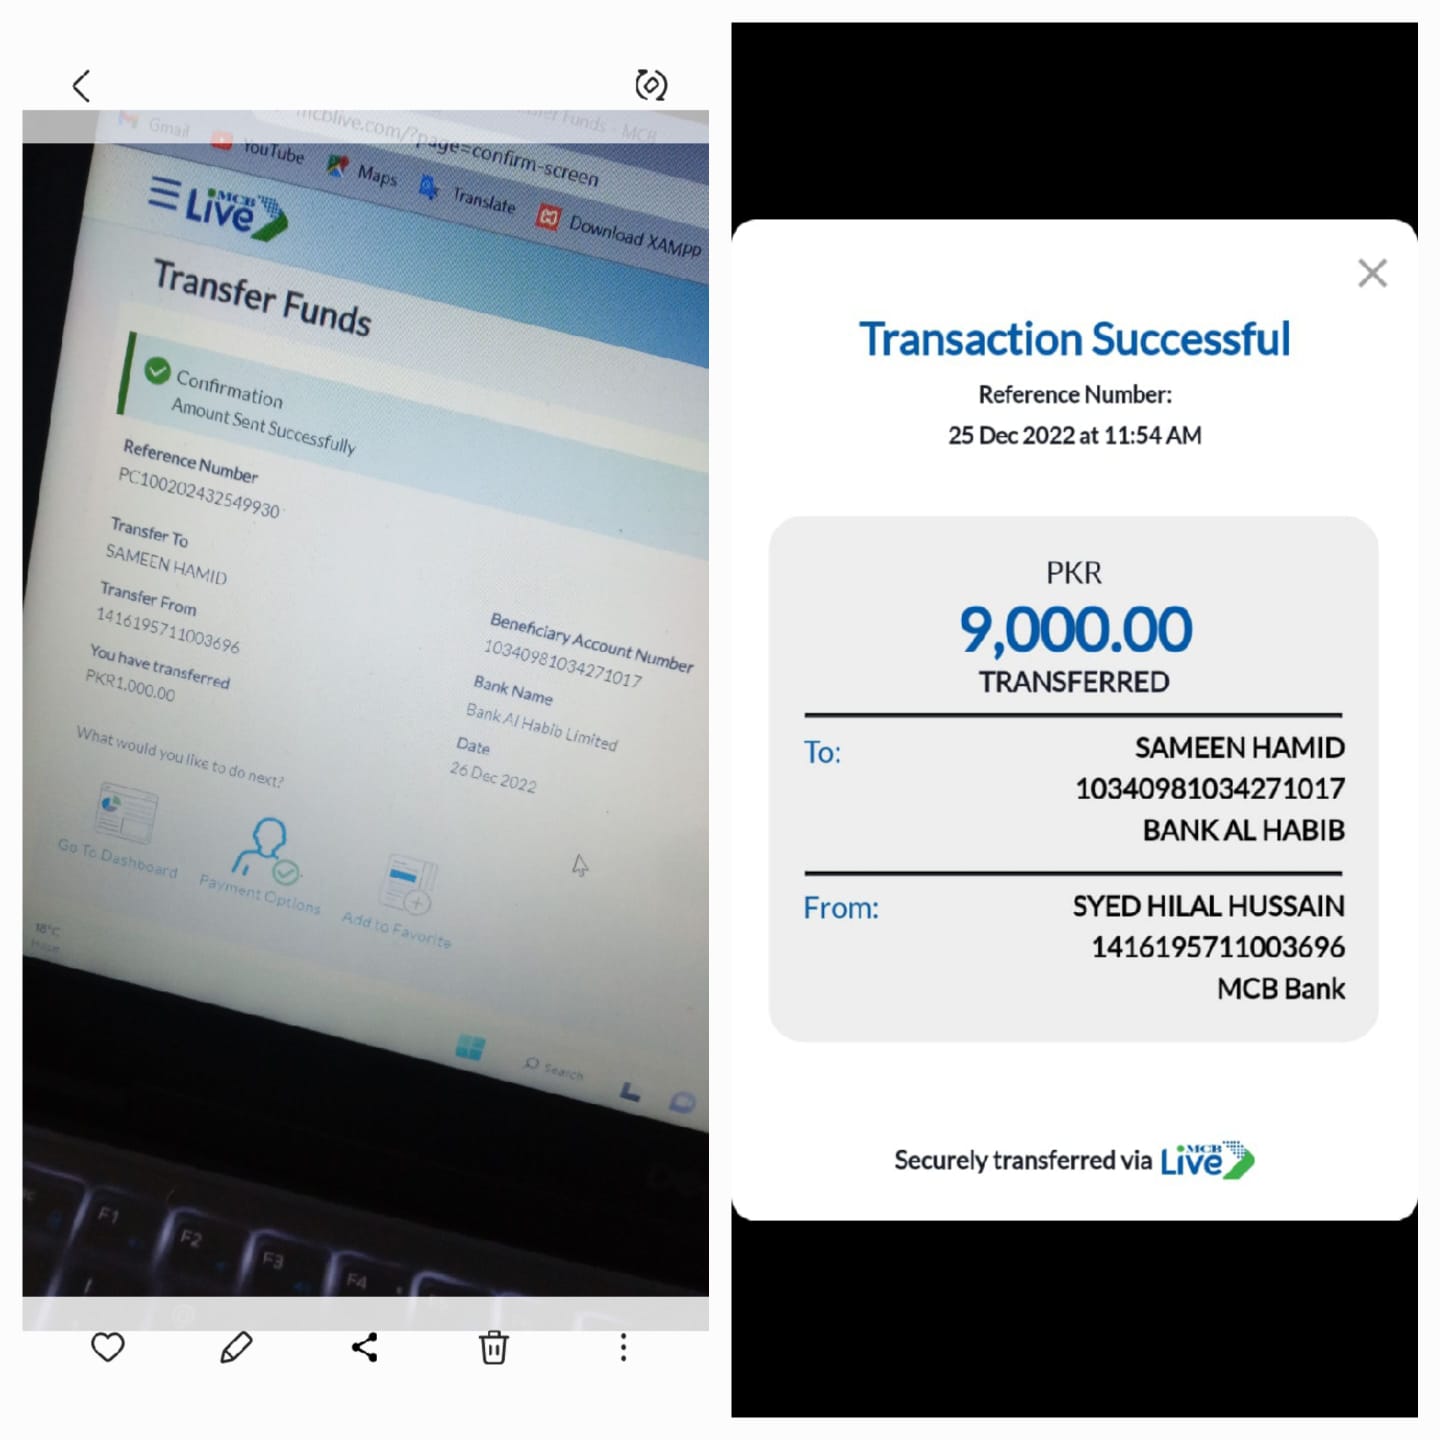 Transfer Funds - MCB
mcblive.com/?page=confirm-screen
Gmail
YouTube
Maps
Translate
Download XAMPP
MCB
Live
Transfer Funds
Confirmation
Amount Sent Successfully
Reference Number
PC100202432549930
Transfer To
SAMEEN HAMID
Transfer From
1416195711003696
You have transferred
PKR1,000.00
Beneficiary Account Number
10340981034271017
Bank Name
Bank Al Habib Limited
Date
26 Dec 2022
What would you like to do next?
Go To Dashboard
Payment Options
Add to Favorite
18°C
Search
F1
F2
F3
F4
Transaction Successful
Reference Number:
25 Dec 2022 at 11:54 AM
PKR
9,000.00
TRANSFERRED
To:
SAMEEN HAMID
10340981034271017
BANK AL HABIB
From:
SYED HILAL HUSSAIN
1416195711003696
MCB Bank
Securely transferred via MCB Live